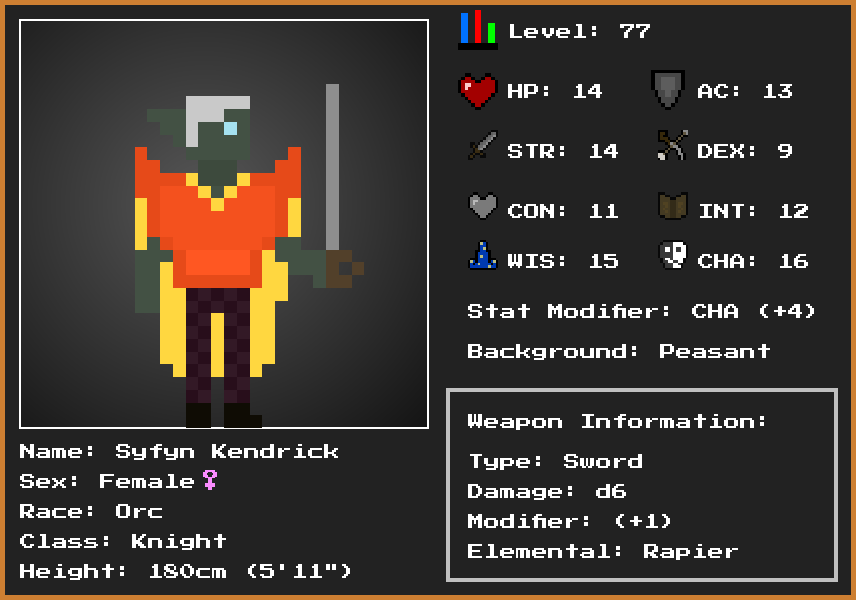 Level: 77
HP: 14 AC: 13
STR: 14 DEX: 9
CON: 11 INT: 12
WIS: 15 CHA: 16
Stat Modifier: CHA (+4)
Background: Peasant
Weapon Information:
Type: Sword
Damage: d6
Modifier: (+1)
Elemental: Rapier
Name: Syfyn Kendrick
Sex: Female♀
Race: Orc
Class: Knight
Height: 180cm (5'11")